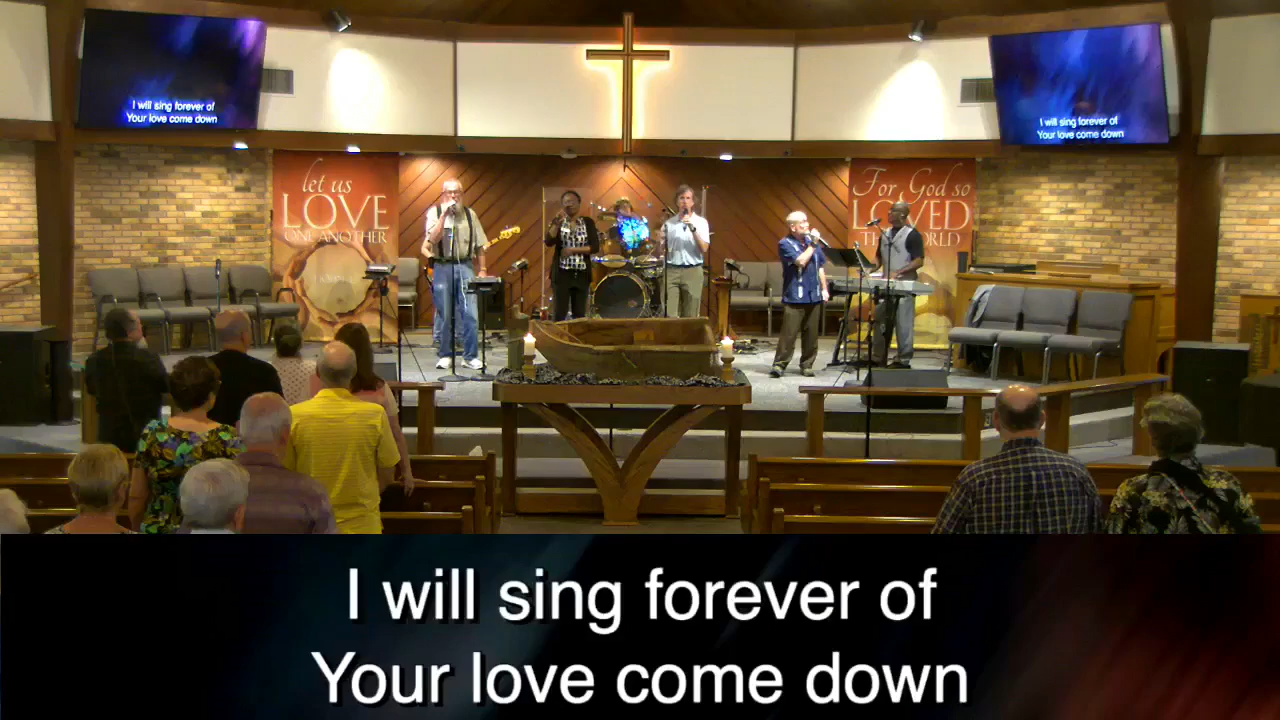 I will sing forever of
Your love come down
I will sing forever of
Your love come down
let us
LOVE
ONE ANOTHER
For God so
LOVED
TH WORLD
I will sing forever of
Your love come down